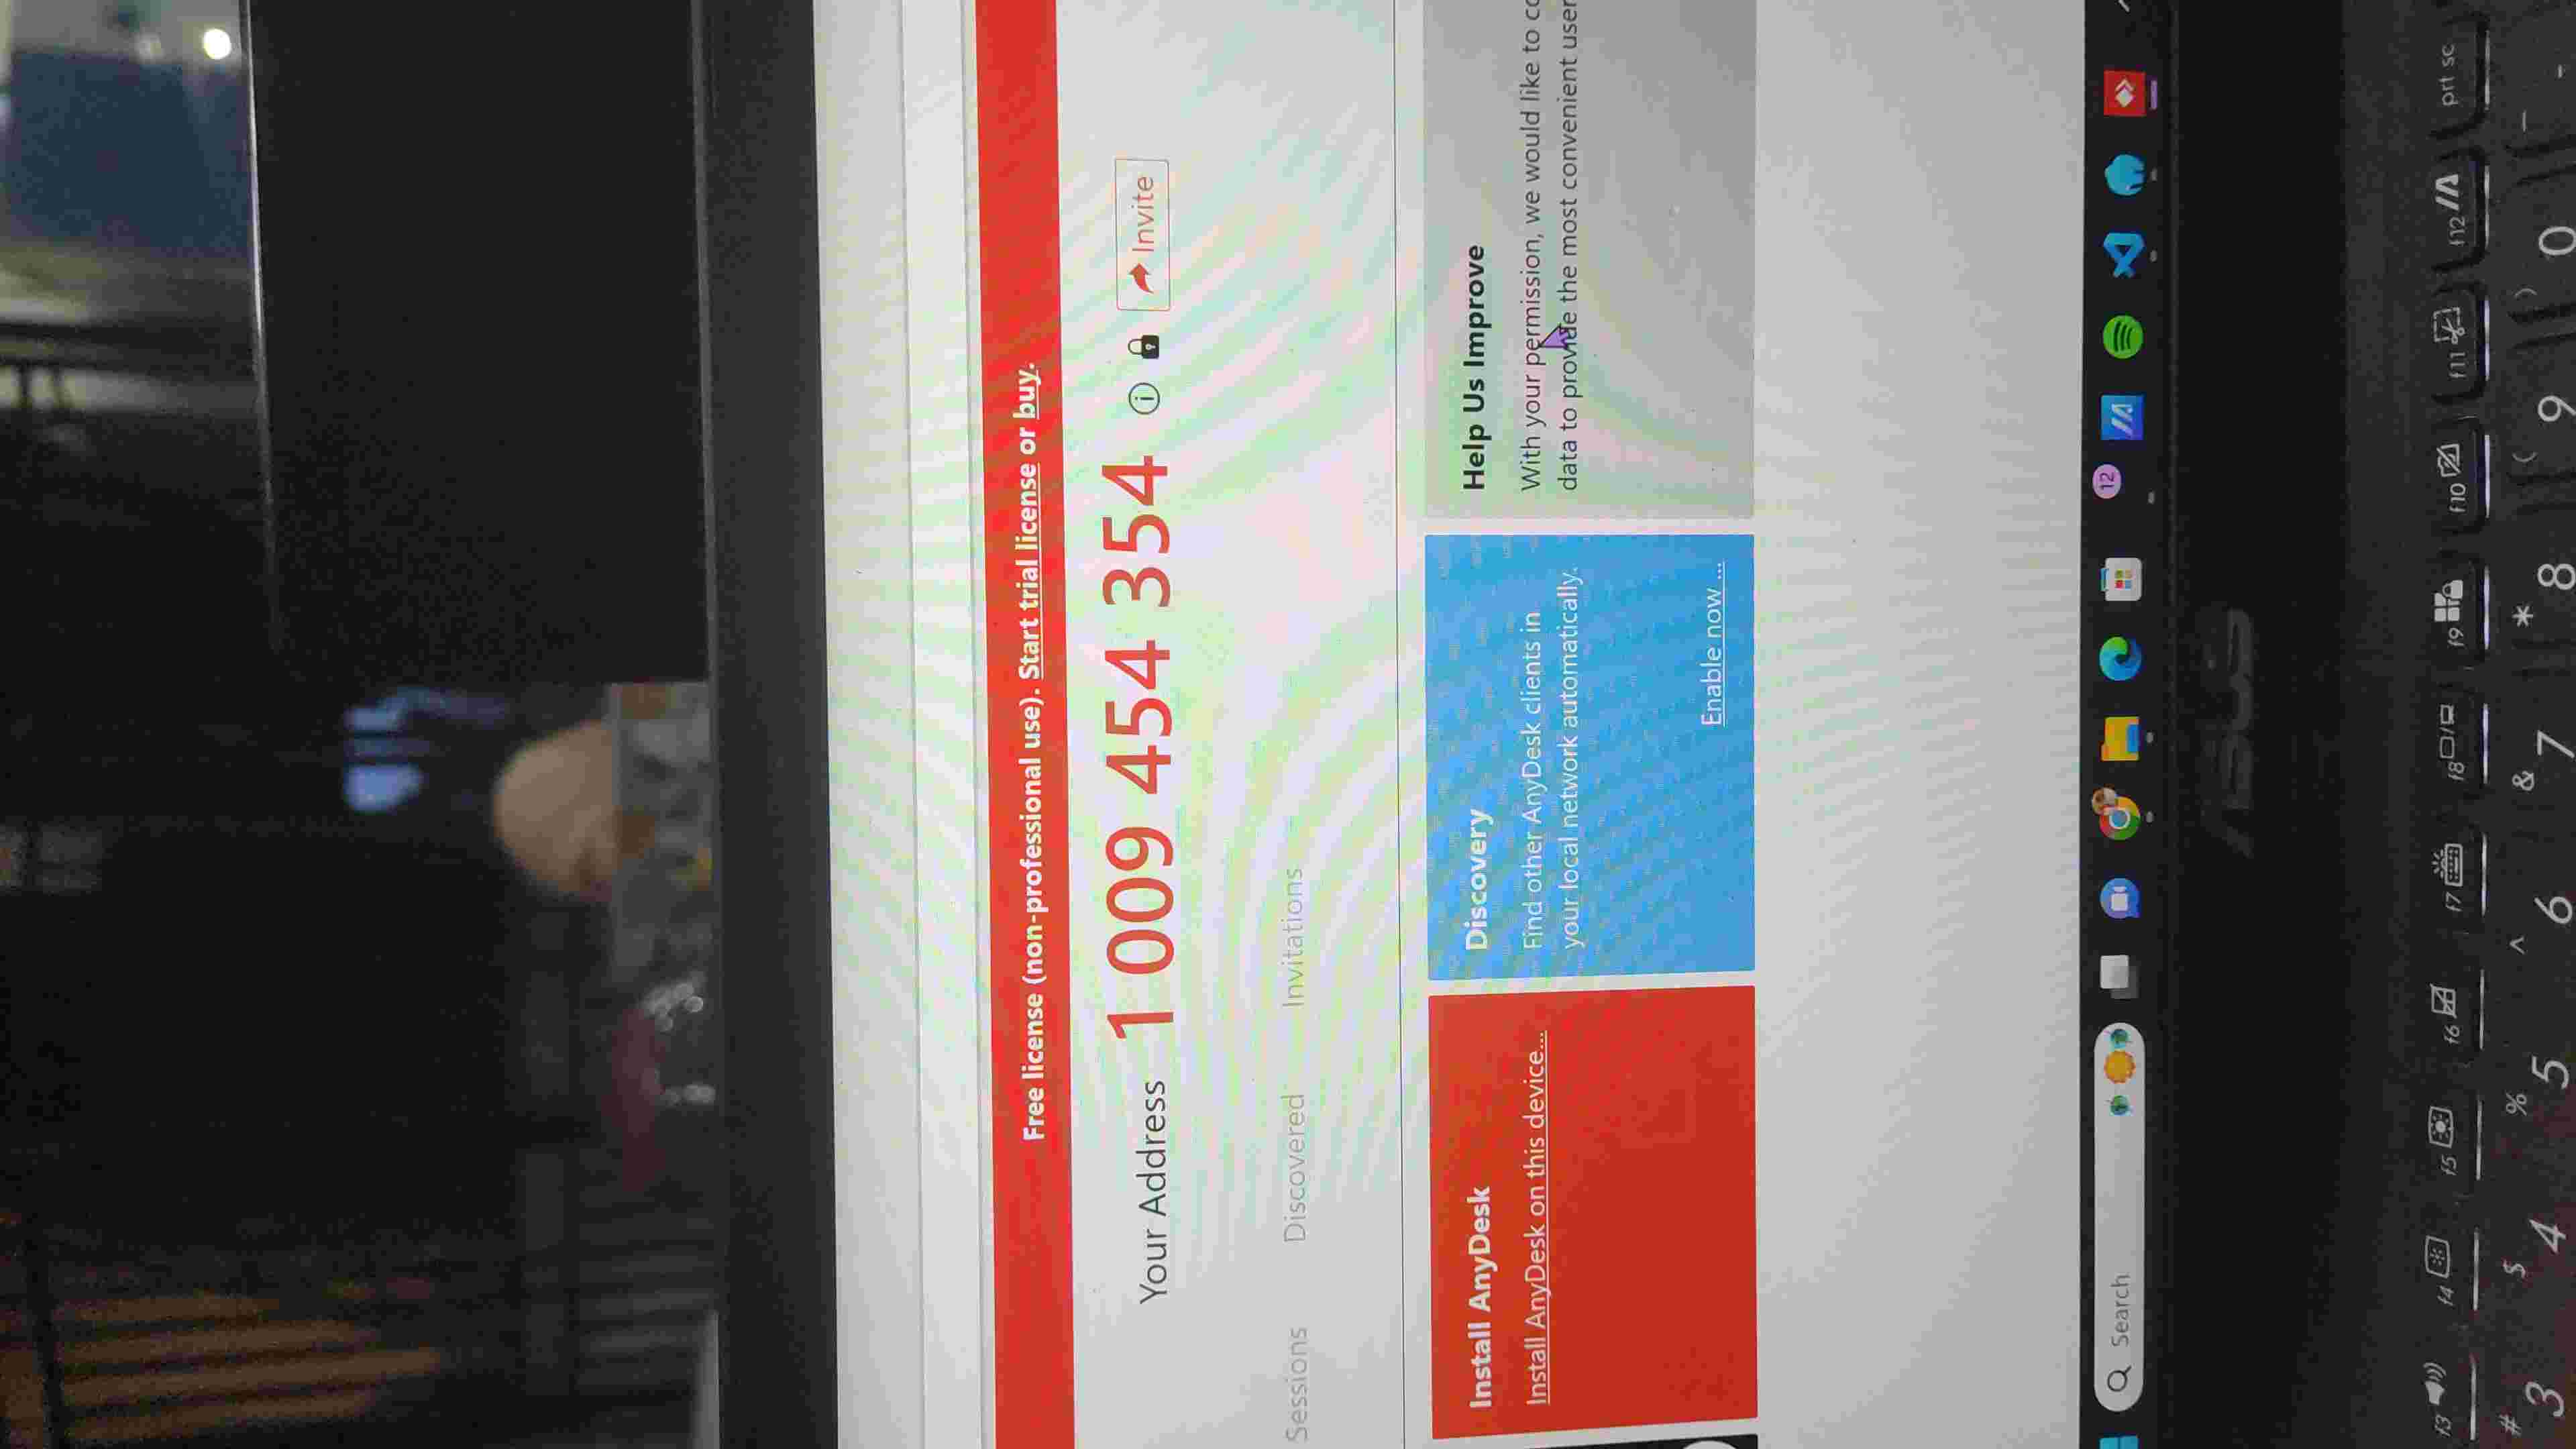 Free license (non-professional use). Start trial license or buy.
Your Address 1 009 454 354 Invite
Sessions Discovered Invitations
Install AnyDesk
Install AnyDesk on this device...
Discovery
Find other AnyDesk clients in
your local network automatically.
Enable now ...
Help Us Improve
With your permission, we would like to co
data to provide the most convenient user
Search
12
ASUS
f3 f4 f5 f6 f7 f8 f9 f10 f11 f12 prt sc
# $ % ^ & * ( ) _
3 4 5 6 7 8 9 0 -